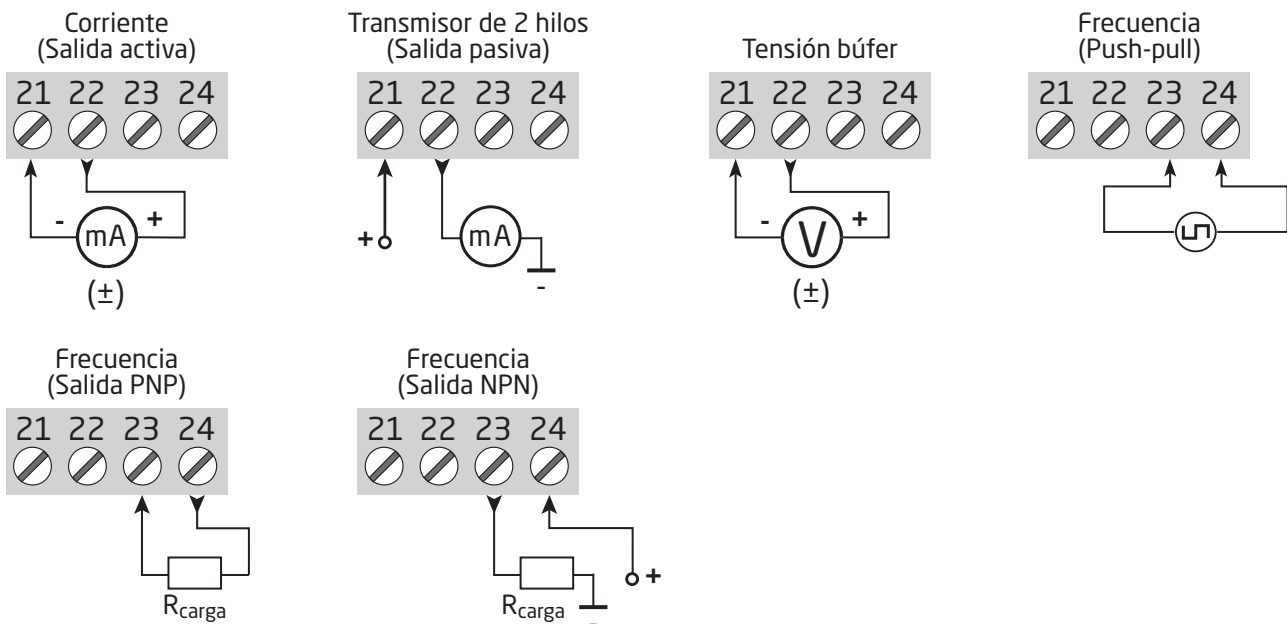 Corriente
(Salida activa)
21 22 23 24
- mA +
(±)
Transmisor de 2 hilos
(Salida pasiva)
21 22 23 24
+ mA
-
Tensión búfer
21 22 23 24
- V +
(±)
Frecuencia
(Push-pull)
21 22 23 24
Frecuencia
(Salida PNP)
21 22 23 24
Rcarga
Frecuencia
(Salida NPN)
21 22 23 24
+
Rcarga
-